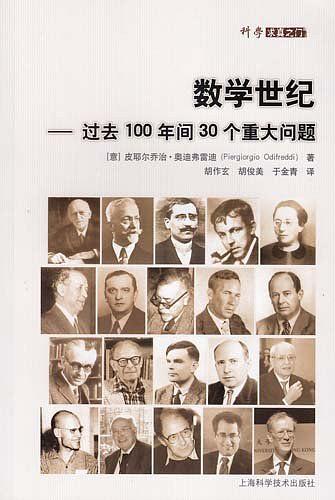 科学求真之门
数学世纪
— 过去 100 年间 30 个重大问题
[意] 皮耶尔乔治·奥迪弗雷迪 (Piergiorgio Odifreddi) 著
胡作玄 胡俊美 于金青 译
上海科学技术出版社